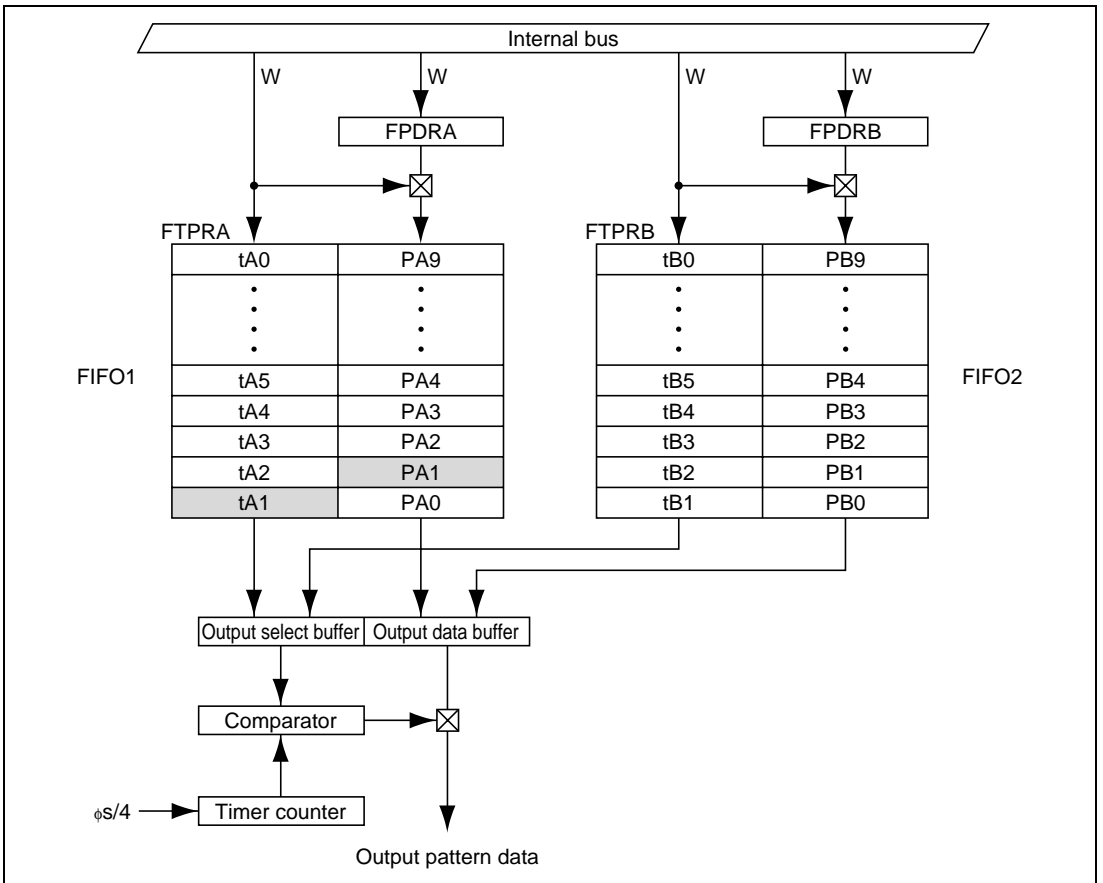 Internal bus
W W W W
FPDRA FPDRB
FTPRA FTPRB
tA0 PA9 tB0 PB9
FIFO1 tA5 PA4 tB5 PB4 FIFO2
tA4 PA3 tB4 PB3
tA3 PA2 tB3 PB2
tA2 PA1 tB2 PB1
tA1 PA0 tB1 PB0
Output select buffer Output data buffer
Comparator
ϕs/4 Timer counter
Output pattern data